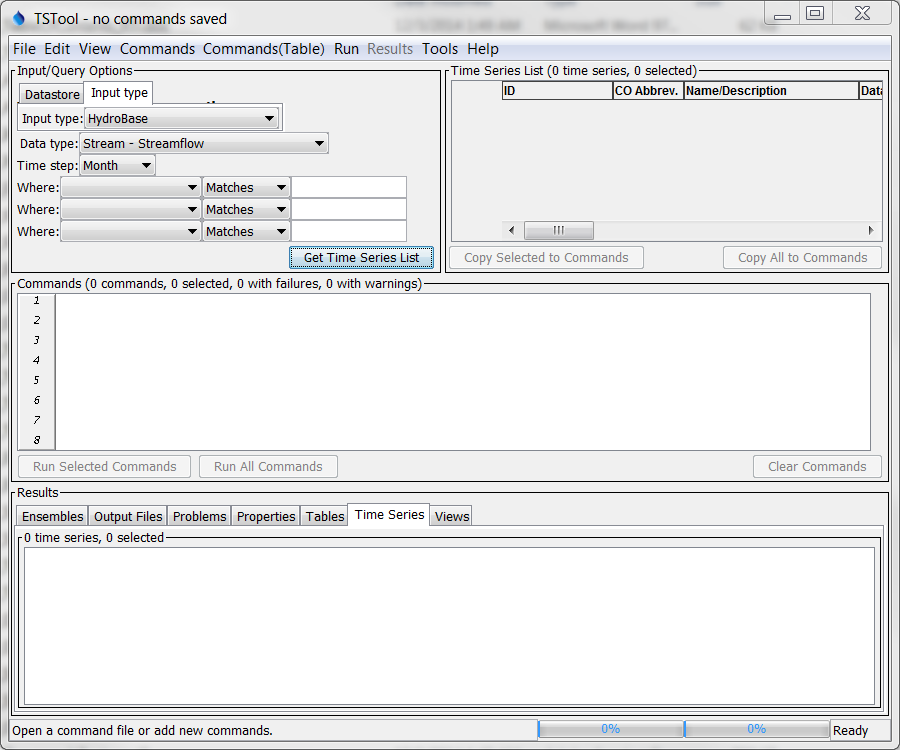 TSTool - no commands saved
File Edit View Commands Commands(Table) Run Results Tools Help
Input/Query Options
Datastore Input type
Input type: HydroBase
Data type: Stream - Streamflow
Time step: Month
Where: Matches
Where: Matches
Where: Matches
Get Time Series List
Time Series List (0 time series, 0 selected)
ID CO Abbrev. Name/Description Data
Copy Selected to Commands Copy All to Commands
Commands (0 commands, 0 selected, 0 with failures, 0 with warnings)
1
2
3
4
5
6
7
8
Run Selected Commands Run All Commands Clear Commands
Results
Ensembles Output Files Problems Properties Tables Time Series Views
0 time series, 0 selected
Open a command file or add new commands. 0% 0% Ready